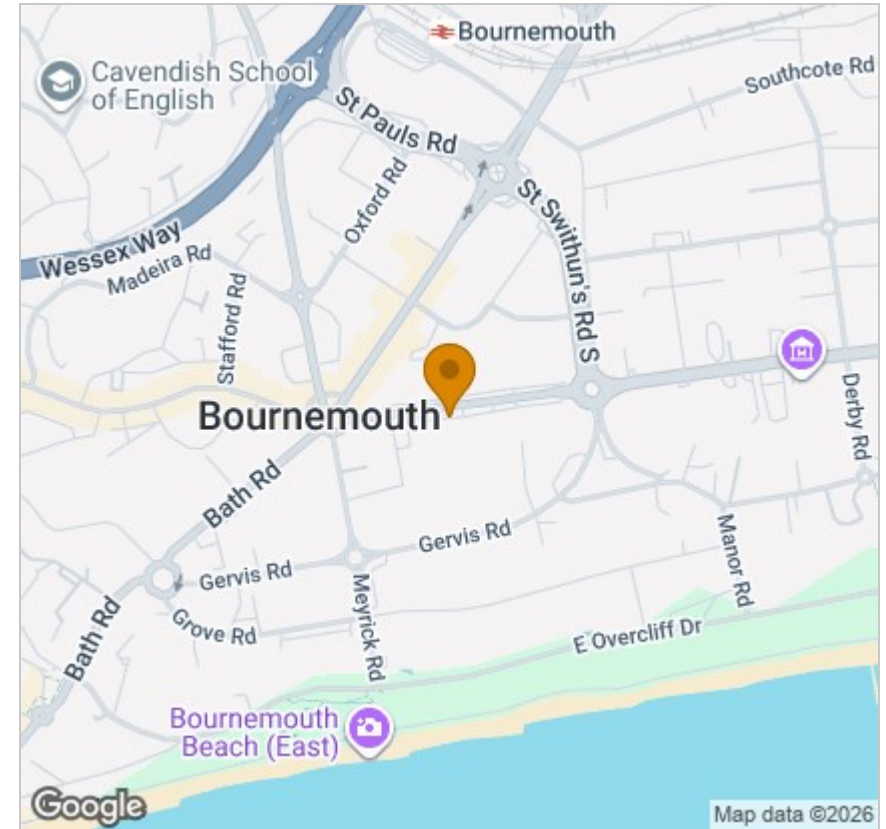 Bournemouth
Cavendish School
of English
Southcote Rd
St Pauls Rd
Oxford Rd
St Swithun's Rd S
Wessex Way
Madeira Rd
Stafford Rd
Bournemouth
Derby Rd
Bath Rd
Gervis Rd
Manor Rd
Gervis Rd
Meyrick Rd
Grove Rd
Bath Rd
E Overcliff Dr
Bournemouth
Beach (East)
Google
Map data ©2026